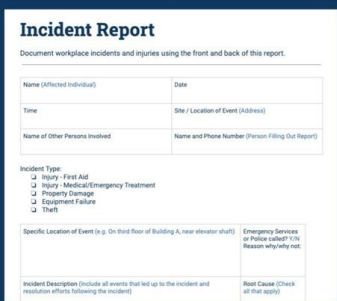 Incident Report
Document workplace incidents and injuries using the front and back of this report.
Name (Affected Individual)
Date
Time
Site / Location of Event (Address)
Name of Other Persons Involved
Name and Phone Number (Person Filling Out Report)
Incident Type:
Injury - First Aid
Injury - Medical/Emergency Treatment
Property Damage
Equipment Failure
Theft
Specific Location of Event (e.g. On third floor of Building A, near elevator shaft)
Emergency Services
or Police called? Y/N
Reason why/why not:
Incident Description (Include all events that led up to the incident and
resolution efforts following the incident)
Root Cause (Check
all that apply)